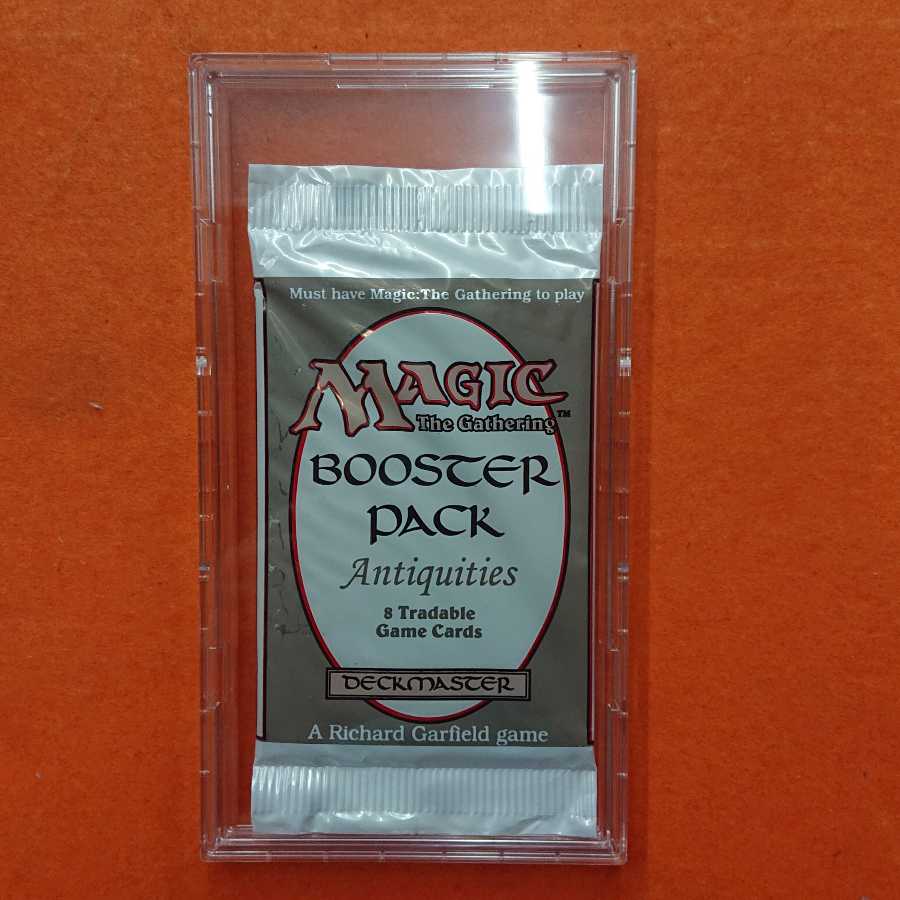 Must have Magic:The Gathering to play
MAGIC
The Gathering™
BOOSTER
PACK
Antiquities
8 Tradable
Game Cards
DECKMASTER
A Richard Garfield game